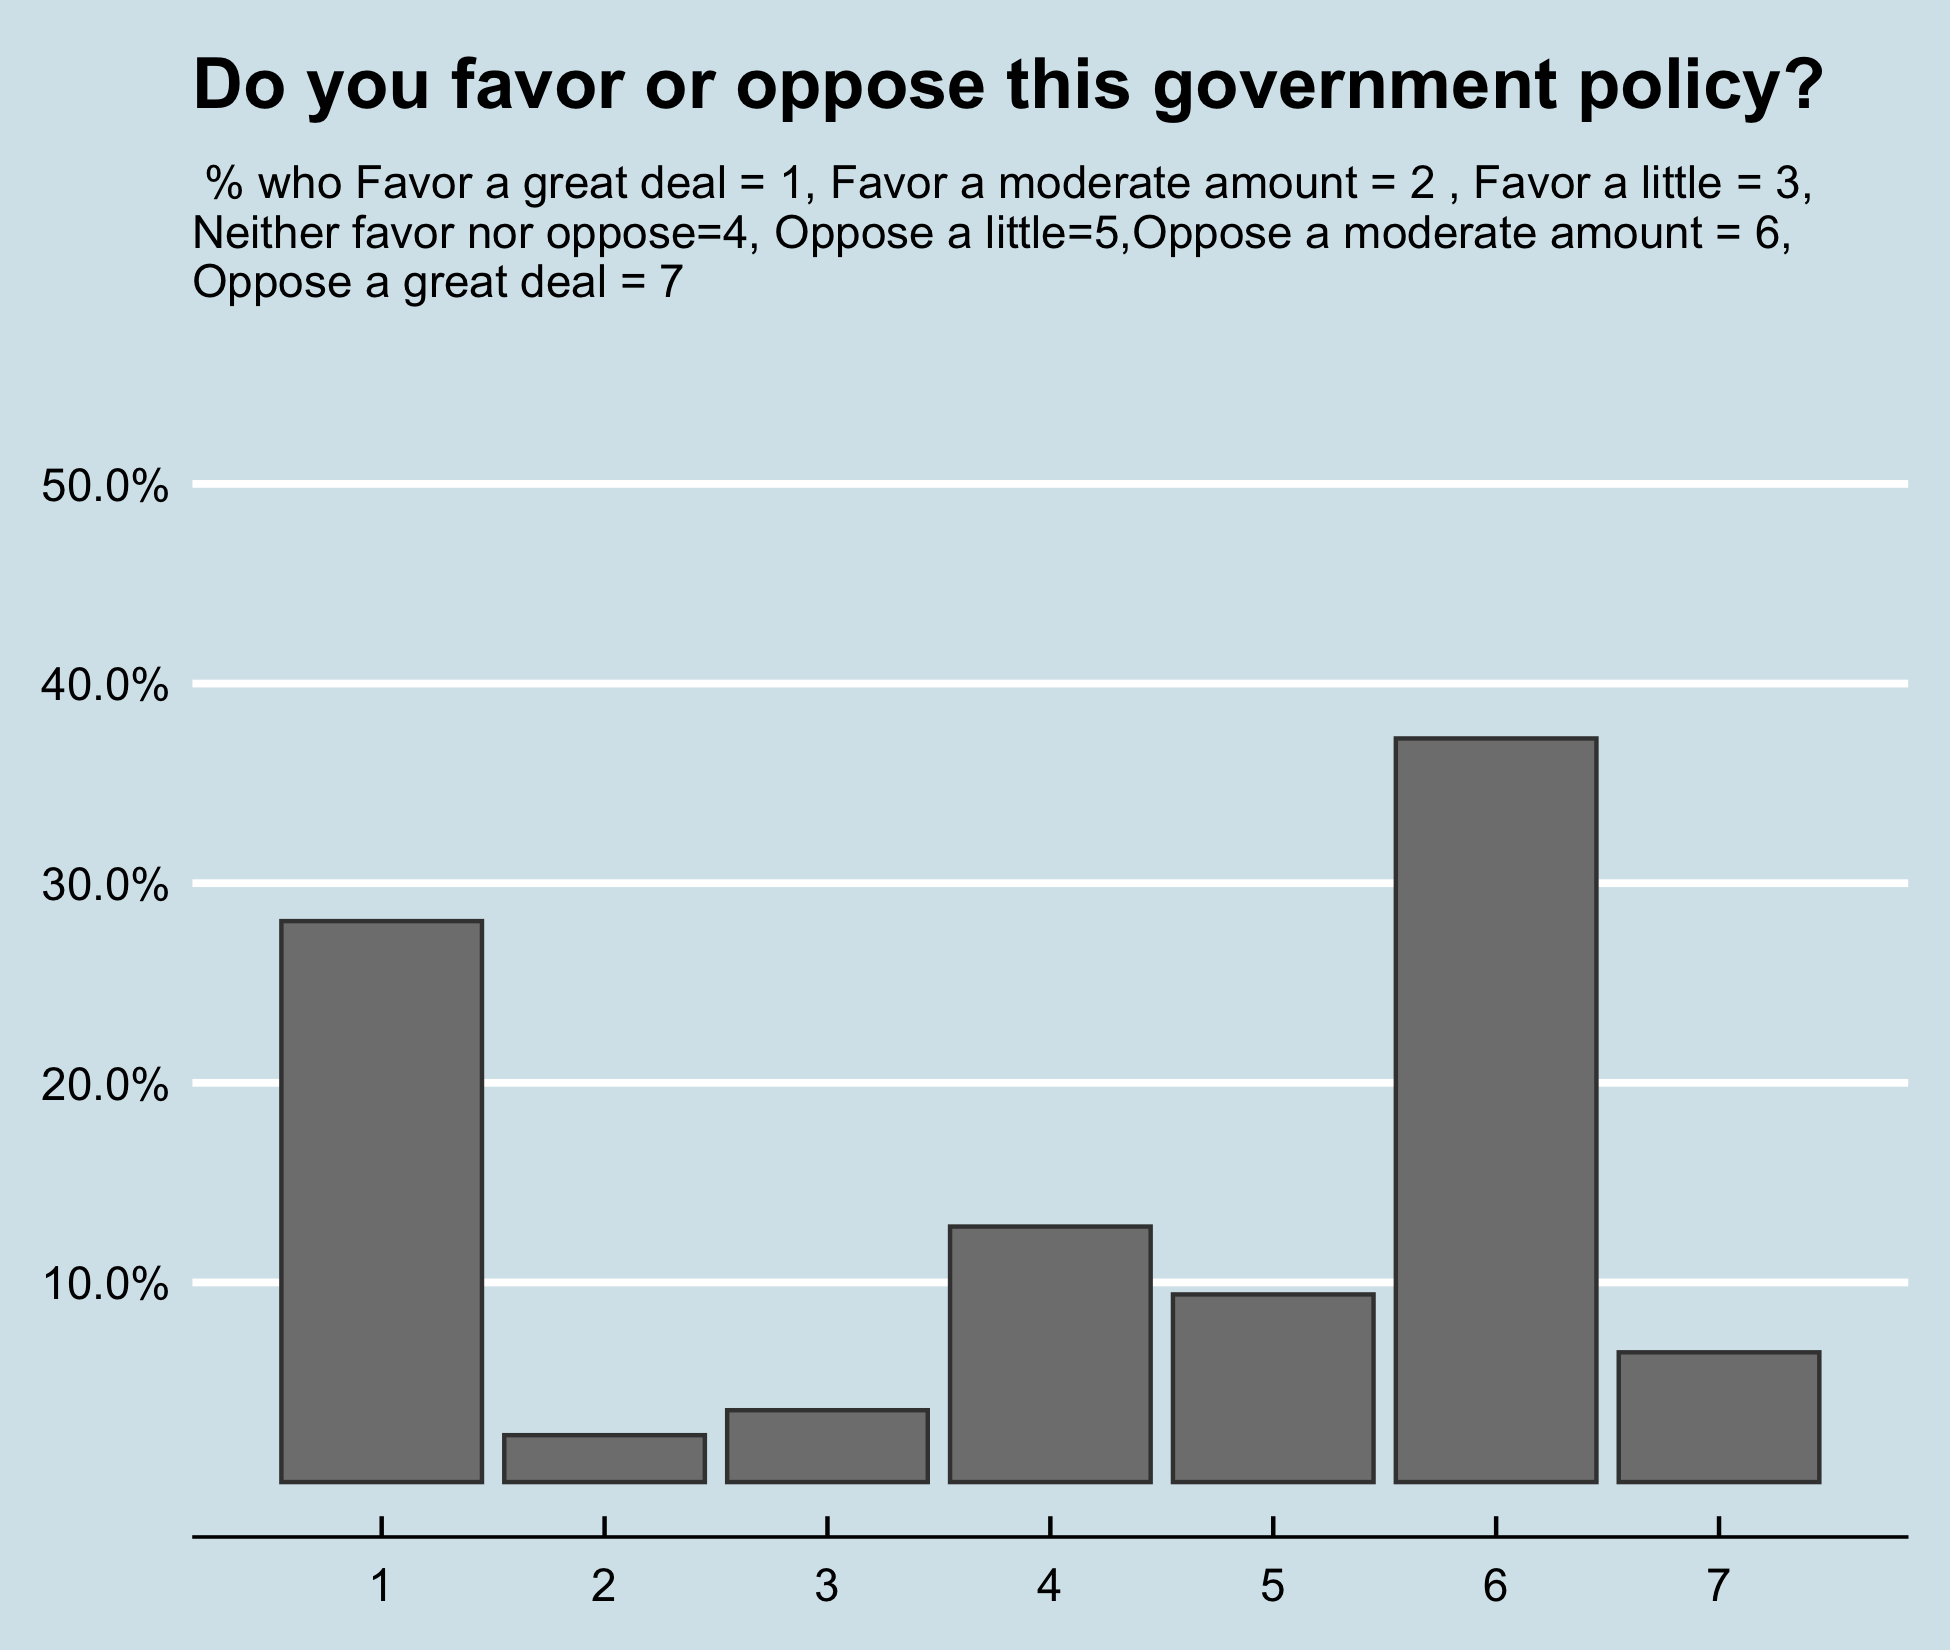 Do you favor or oppose this government policy?
% who Favor a great deal = 1, Favor a moderate amount = 2 , Favor a little = 3,
Neither favor nor oppose=4, Oppose a little=5,Oppose a moderate amount = 6,
Oppose a great deal = 7
50.0%
40.0%
30.0%
20.0%
10.0%
1 2 3 4 5 6 7